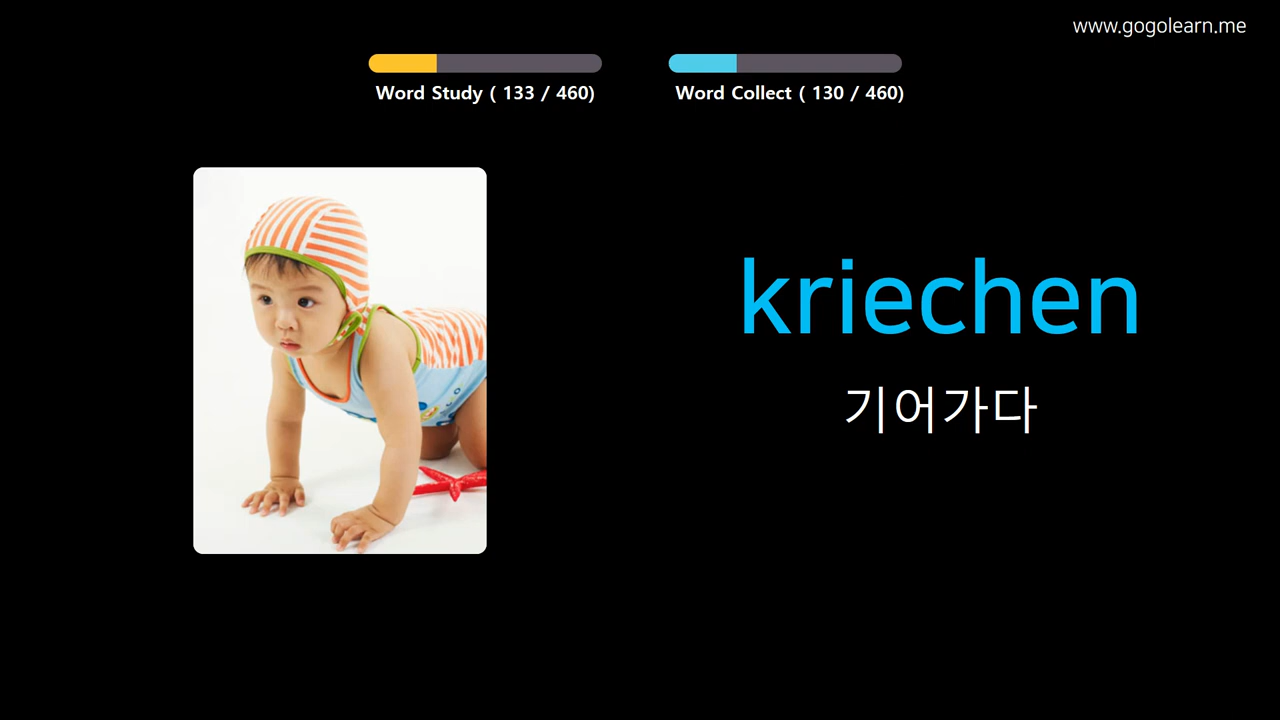 www.gogolearn.me
Word Study ( 133 / 460)
Word Collect ( 130 / 460)
kriechen
기어가다